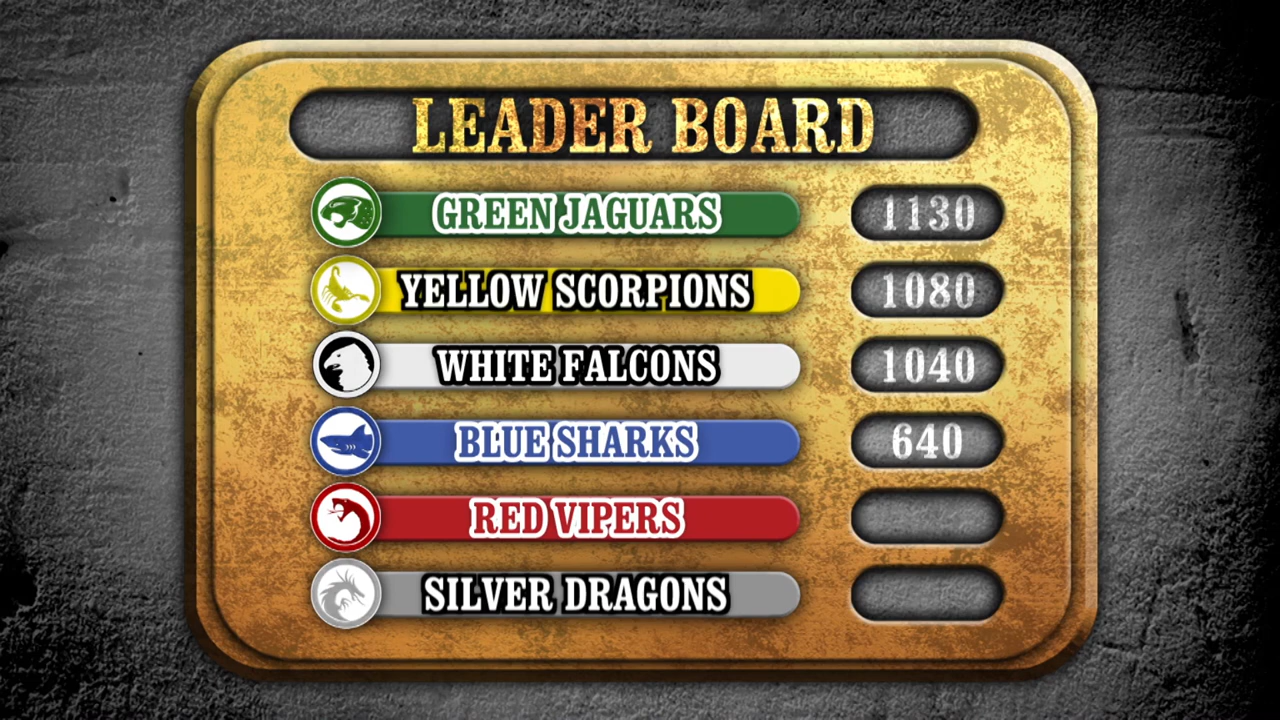 LEADER BOARD
GREEN JAGUARS 1130
YELLOW SCORPIONS 1080
WHITE FALCONS 1040
BLUE SHARKS 640
RED VIPERS
SILVER DRAGONS